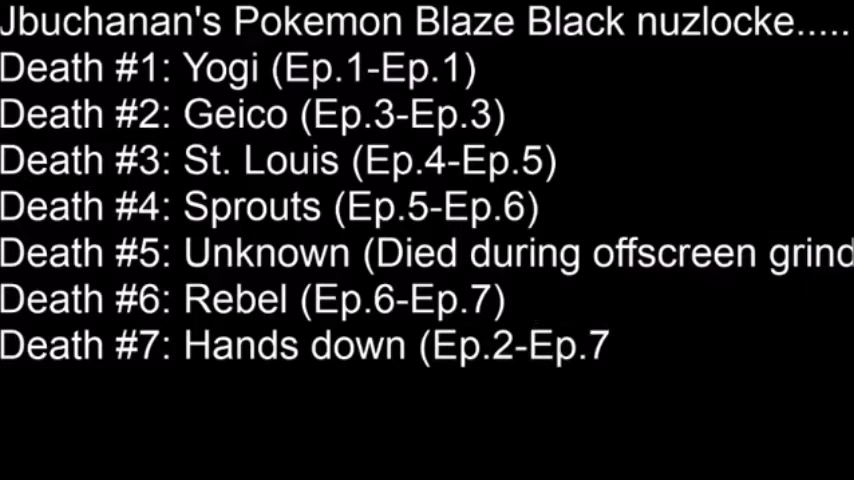 Jbuchanan's Pokemon Blaze Black nuzlocke.....
Death #1: Yogi (Ep.1-Ep.1)
Death #2: Geico (Ep.3-Ep.3)
Death #3: St. Louis (Ep.4-Ep.5)
Death #4: Sprouts (Ep.5-Ep.6)
Death #5: Unknown (Died during offscreen grind
Death #6: Rebel (Ep.6-Ep.7)
Death #7: Hands down (Ep.2-Ep.7